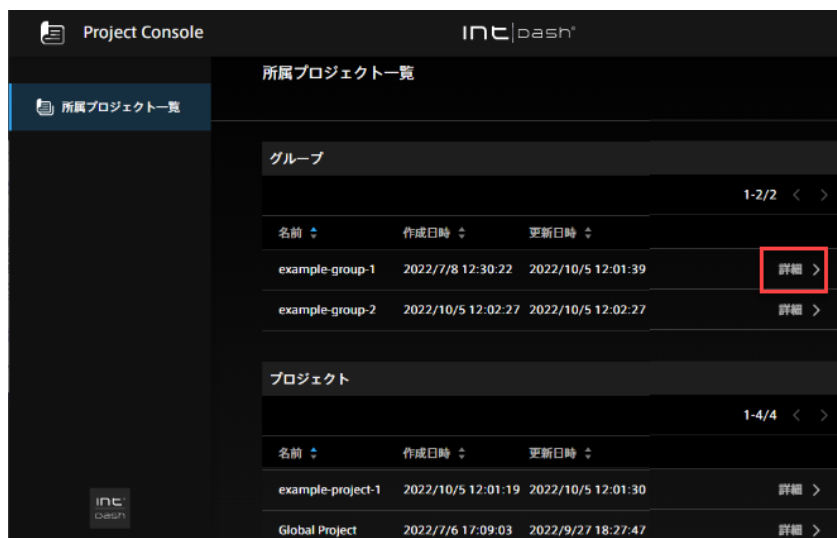 Project Console
intdash
所属プロジェクト一覧
所属プロジェクト一覧
グループ
1-2/2
名前 作成日時 更新日時
example-group-1 2022/7/8 12:30:22 2022/10/5 12:01:39 詳細
example-group-2 2022/10/5 12:02:27 2022/10/5 12:02:27 詳細
プロジェクト
1-4/4
名前 作成日時 更新日時
example-project-1 2022/10/5 12:01:19 2022/10/5 12:01:30 詳細
Global Project 2022/7/6 17:09:03 2022/9/27 18:27:47 詳細
int
dash